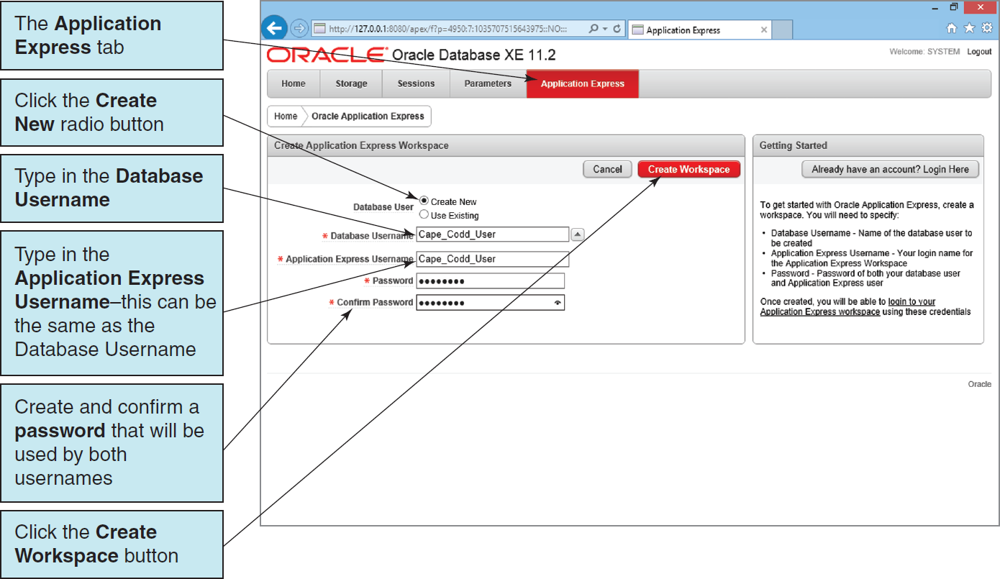 The Application
Express tab
Click the Create
New radio button
Type in the Database
Username
Type in the
Application Express
Username–this can be
the same as the
Database Username
Create and confirm a
password that will be
used by both
usernames
Click the Create
Workspace button
http://127.0.0.1:8080/apex/f?p=4950:7:1035707515643975::NO:::
Application Express
ORACLE® Oracle Database XE 11.2
Welcome: SYSTEM Logout
Home Storage Sessions Parameters Application Express
Home Oracle Application Express
Create Application Express Workspace
Cancel Create Workspace
Database User
Create New
Use Existing
* Database Username Cape_Codd_User
* Application Express Username Cape_Codd_User
* Password ●●●●●●●●
* Confirm Password ●●●●●●●●
Getting Started
Already have an account? Login Here
To get started with Oracle Application Express, create a
workspace. You will need to specify:
• Database Username - Name of the database user to
be created
• Application Express Username - Your login name for
the Application Express Workspace
• Password - Password of both your database user
and Application Express user
Once created, you will be able to login to your
Application Express workspace using these credentials
Oracle